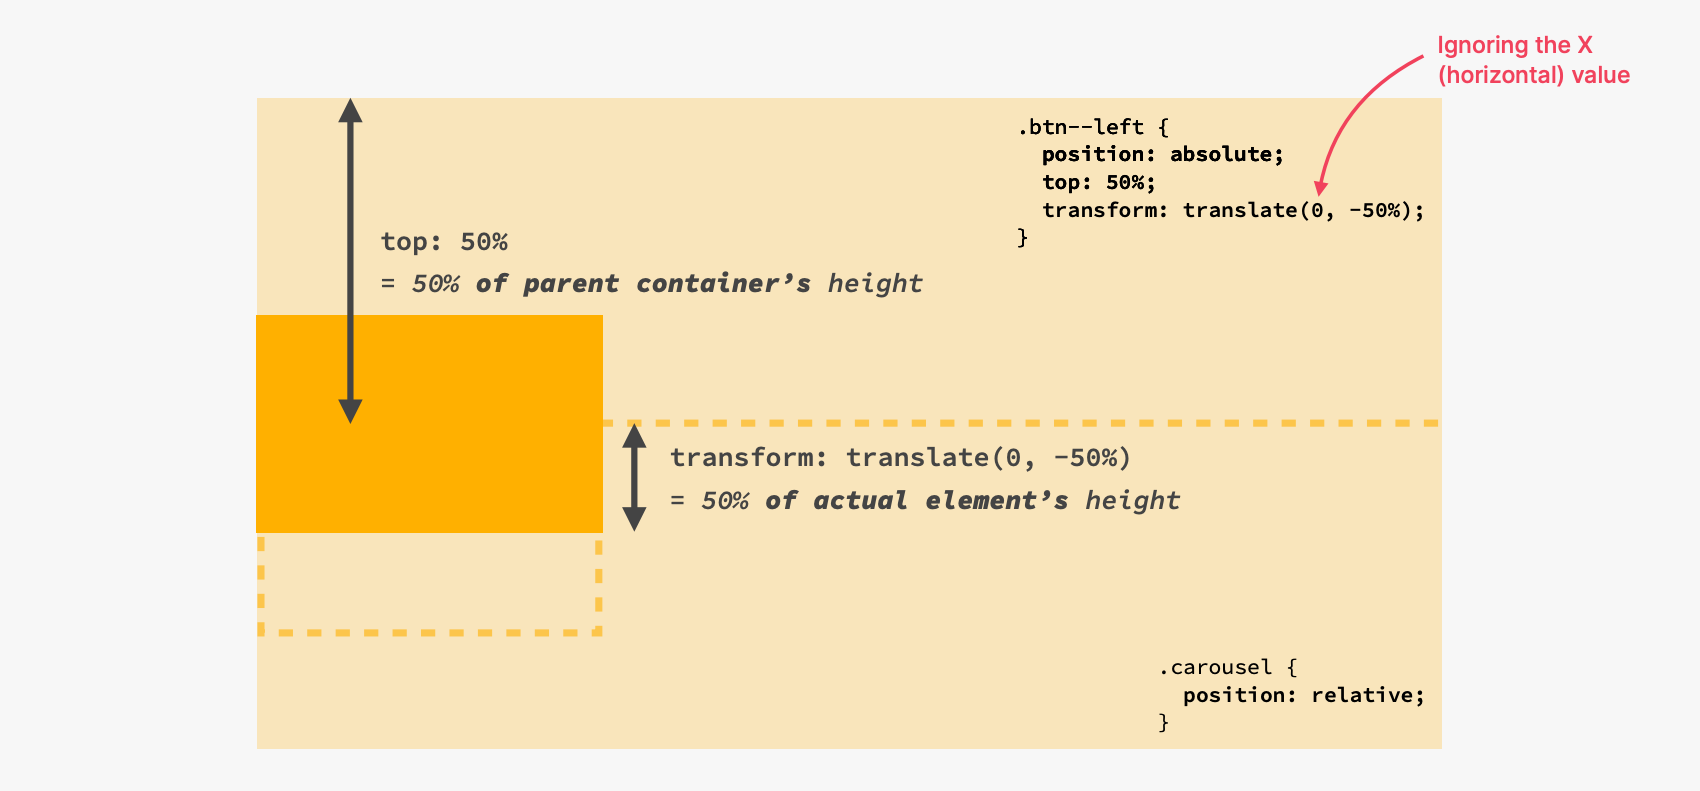 Ignoring the X
(horizontal) value
.btn--left {
position: absolute;
top: 50%;
transform: translate(0, -50%);
}
top: 50%
= 50% of parent container’s height
transform: translate(0, -50%)
= 50% of actual element’s height
.carousel {
position: relative;
}